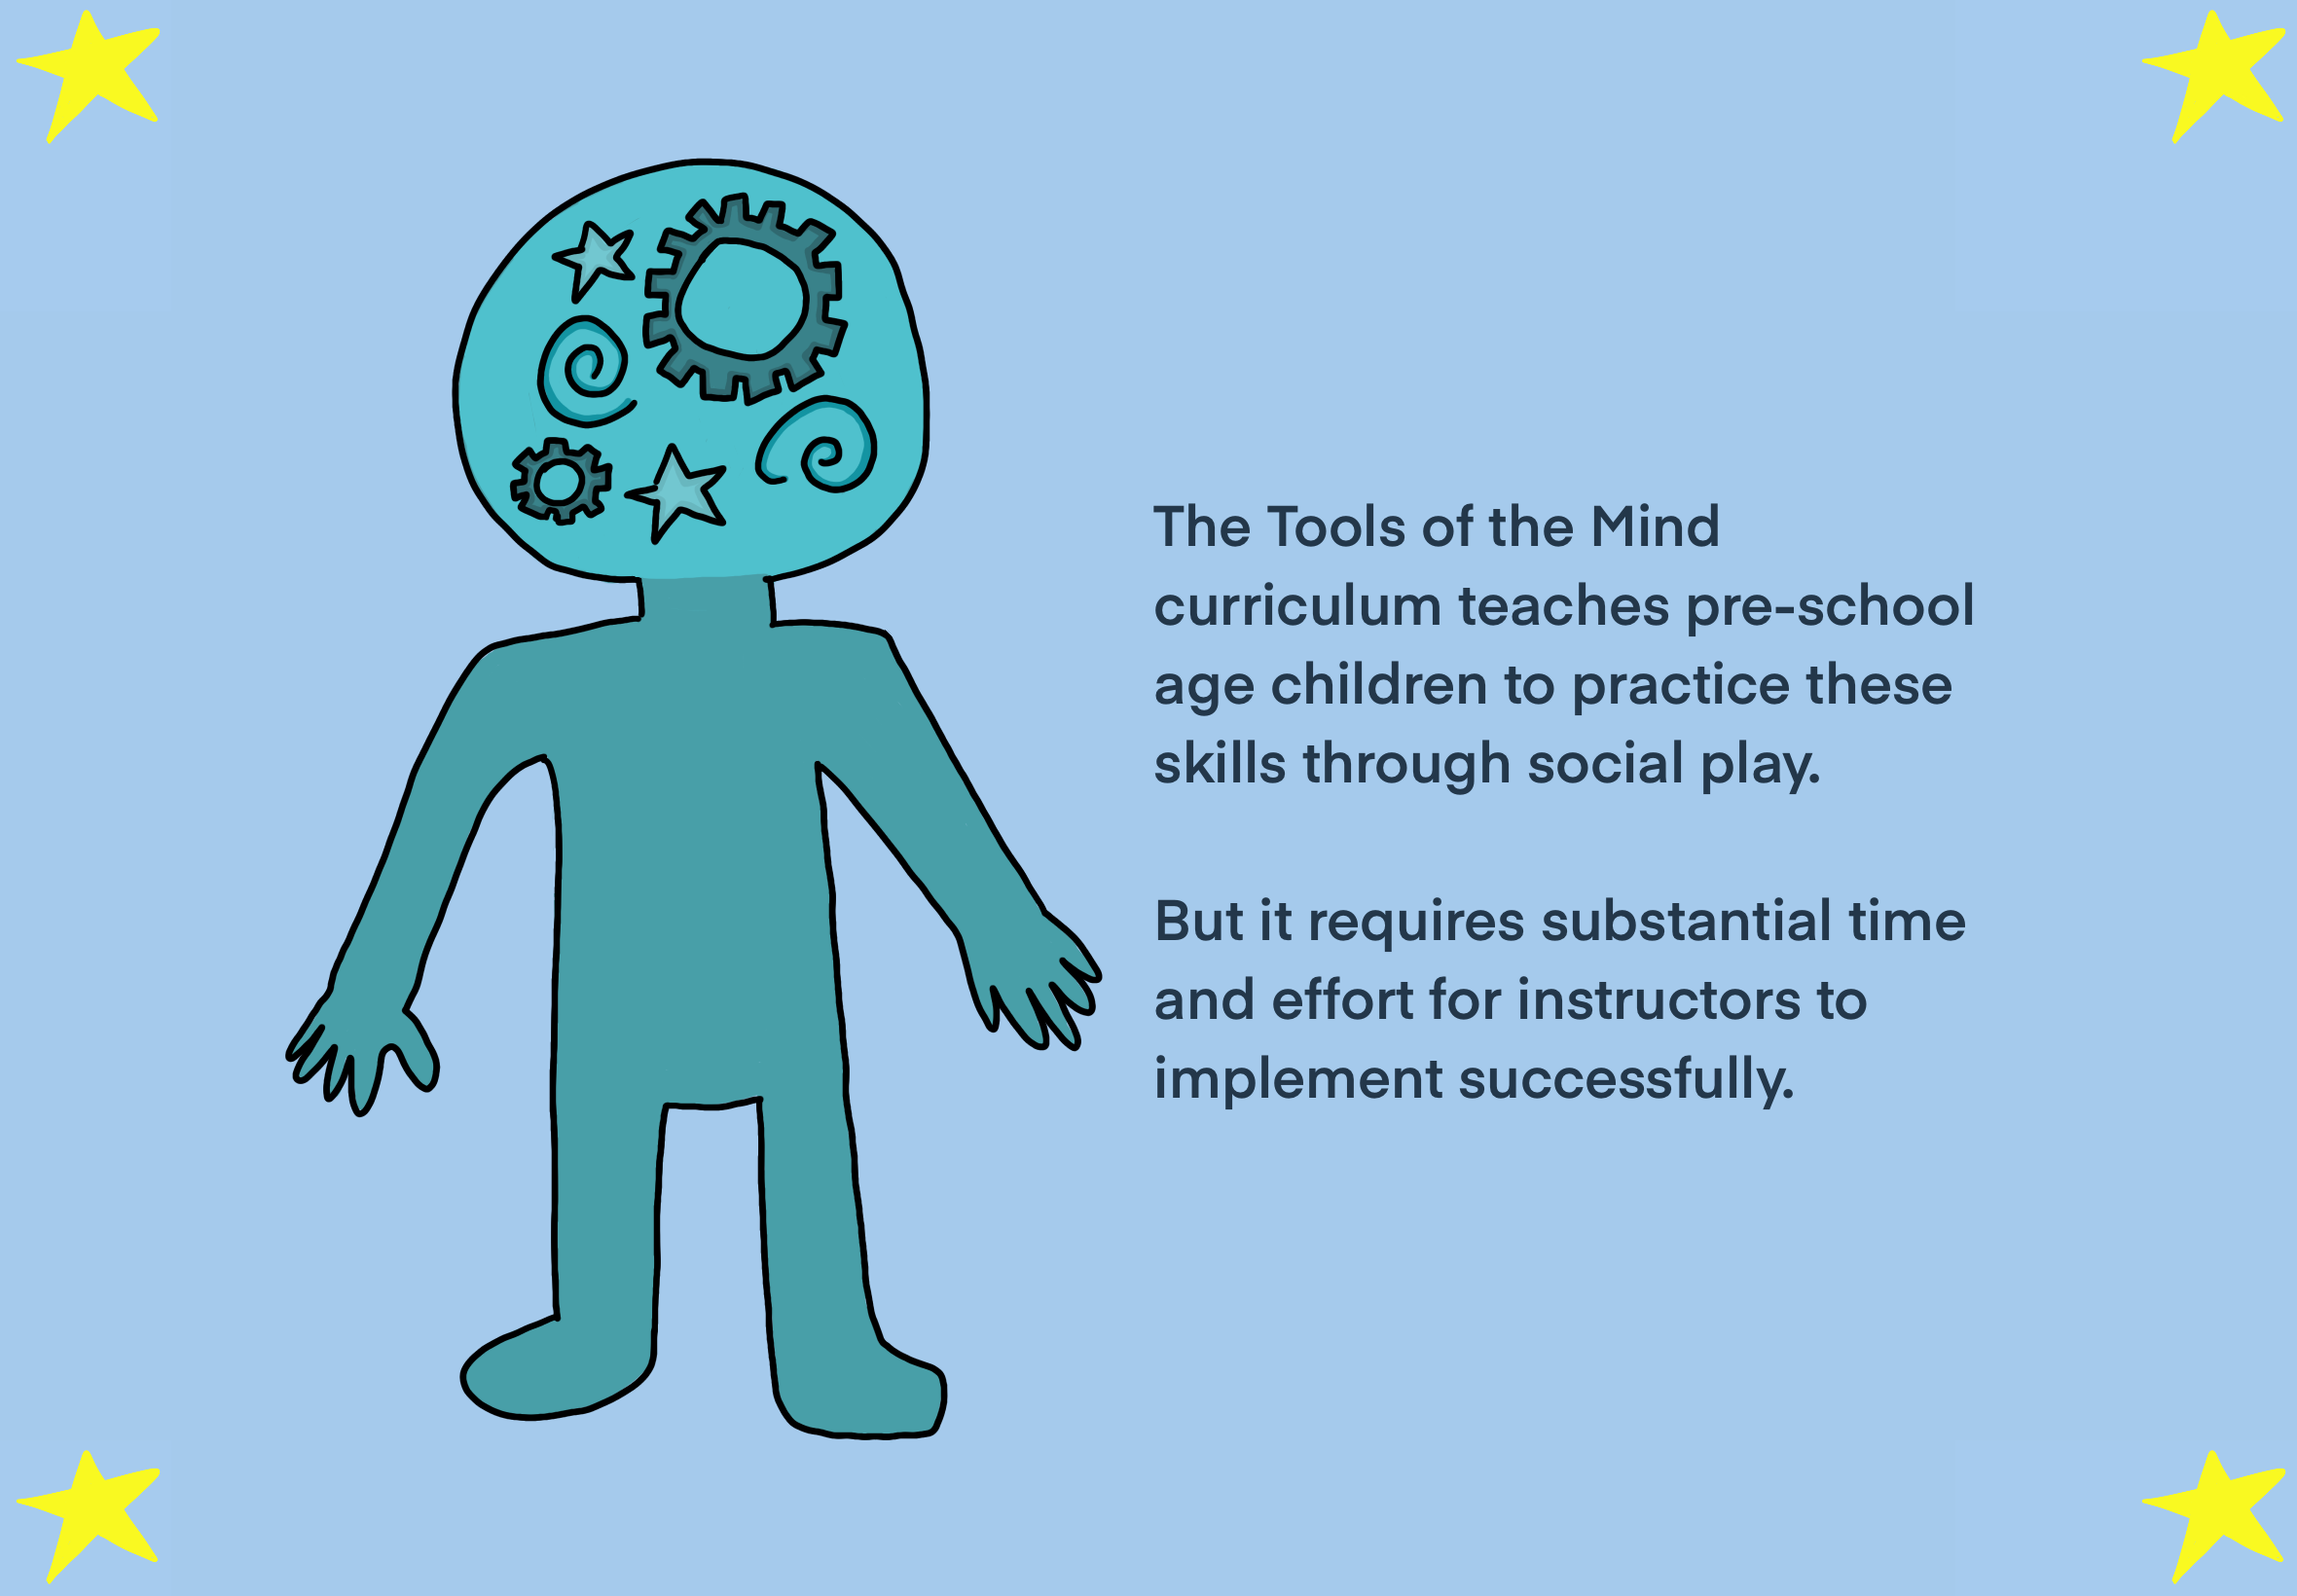 The Tools of the Mind
curriculum teaches pre-school
age children to practice these
skills through social play.
But it requires substantial time
and effort for instructors to
implement successfully.